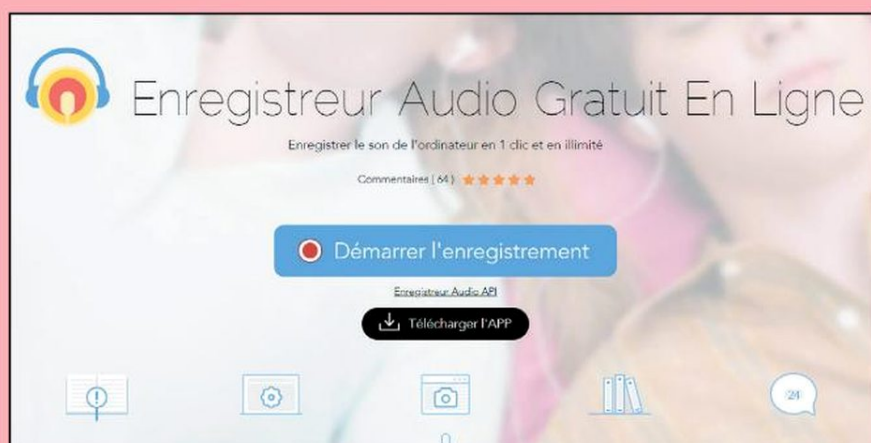 Enregistreur Audio Gratuit En Ligne
Enregistrer le son de l'ordinateur en 1 clic et en illimité
Commentaires ( 64 )
Démarrer l'enregistrement
Enregistreur Audio API
Télécharger l'APP
24